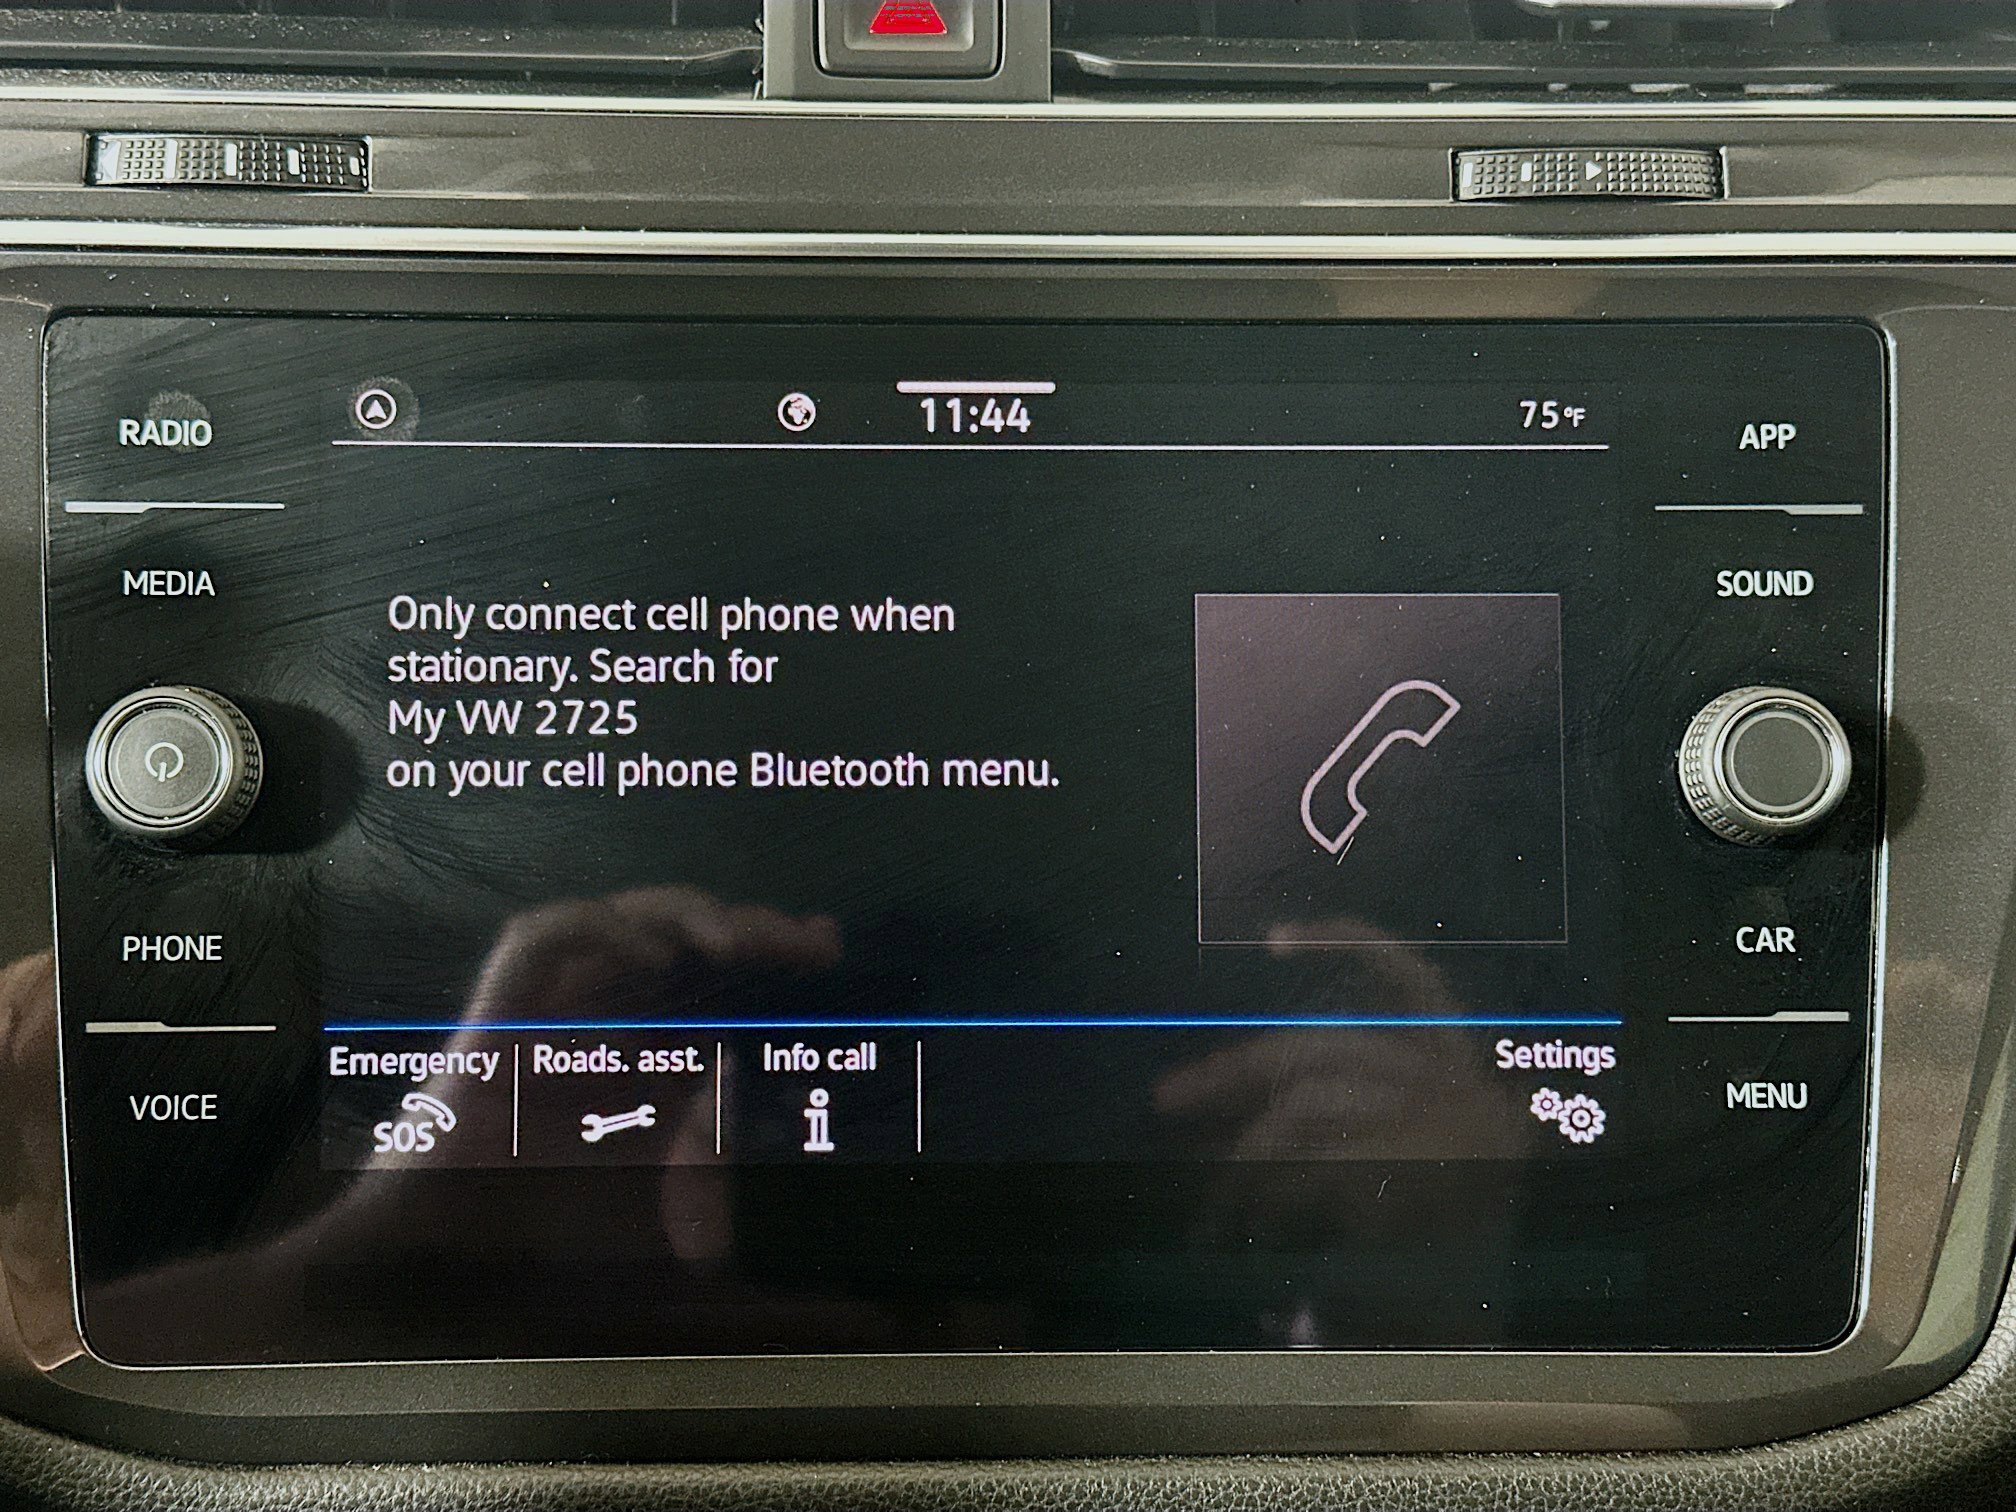 RADIO
11:44
75°F
APP
MEDIA
SOUND
Only connect cell phone when
stationary. Search for
My VW 2725
on your cell phone Bluetooth menu.
PHONE
CAR
Emergency
Roads. asst.
Info call
Settings
SOS
i
VOICE
MENU